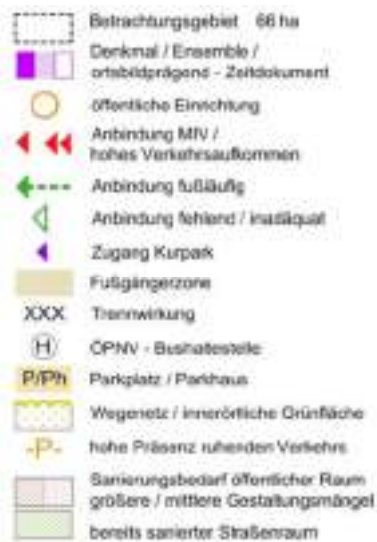 Betrachtungsgebiet 66 ha
Denkmal / Ensemble /
ortsbildprägend - Zeitdokument
öffentliche Einrichtung
Anbindung MIV /
hohes Verkehrsaufkommen
Anbindung fußläufig
Anbindung fehlend / inadäquat
Zugang Kurpark
Fußgängerzone
XXX Trennwirkung
H ÖPNV - Bushaltestelle
P/Ph Parkplatz / Parkhaus
Wegenetz / innerörtliche Grünfläche
-P- hohe Präsenz ruhenden Verkehrs
Sanierungsbedarf öffentlicher Raum
größere / mittlere Gestaltungsmängel
bereits sanierter Straßenraum